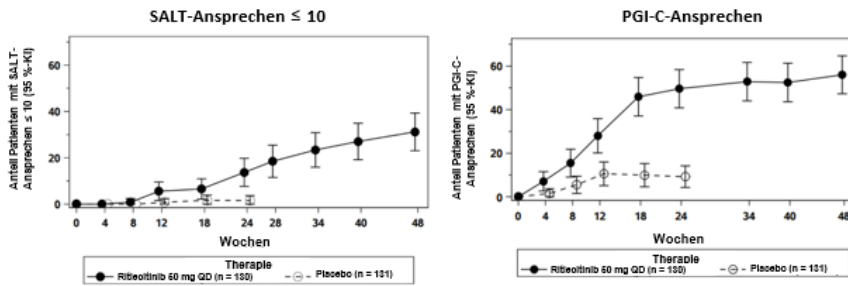 SALT-Ansprechen ≤ 10
Anteil Patienten mit SALT-
Ansprechen ≤ 10 (95 %-KI)
60
40
20
0
0 4 8 12 18 24 28 34 40 48
Wochen
Therapie
Ritlecitinib 50 mg QD (n = 130) Placebo (n = 131)
PGI-C-Ansprechen
Anteil Patienten mit PGI-C-
Ansprechen (95 %-KI)
60
40
20
0
0 4 8 12 18 24 34 40 48
Wochen
Therapie
Ritlecitinib 50 mg QD (n = 130) Placebo (n = 131)